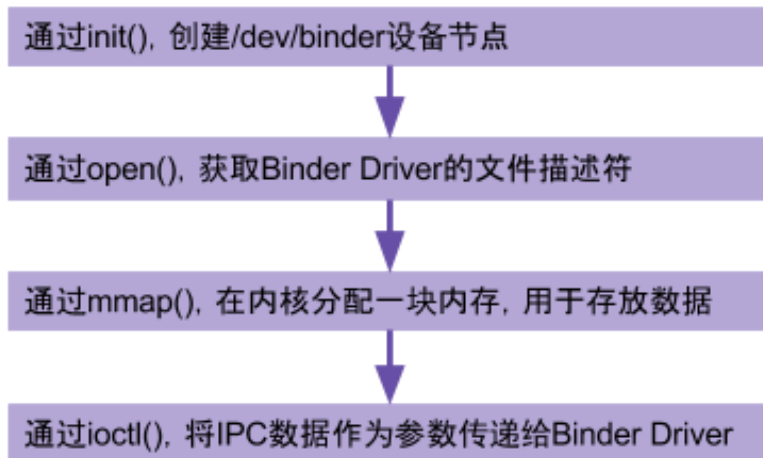 通过init(), 创建/dev/binder设备节点
通过open(), 获取Binder Driver的文件描述符
通过mmap(), 在内核分配一块内存, 用于存放数据
通过ioctl(), 将IPC数据作为参数传递给Binder Driver